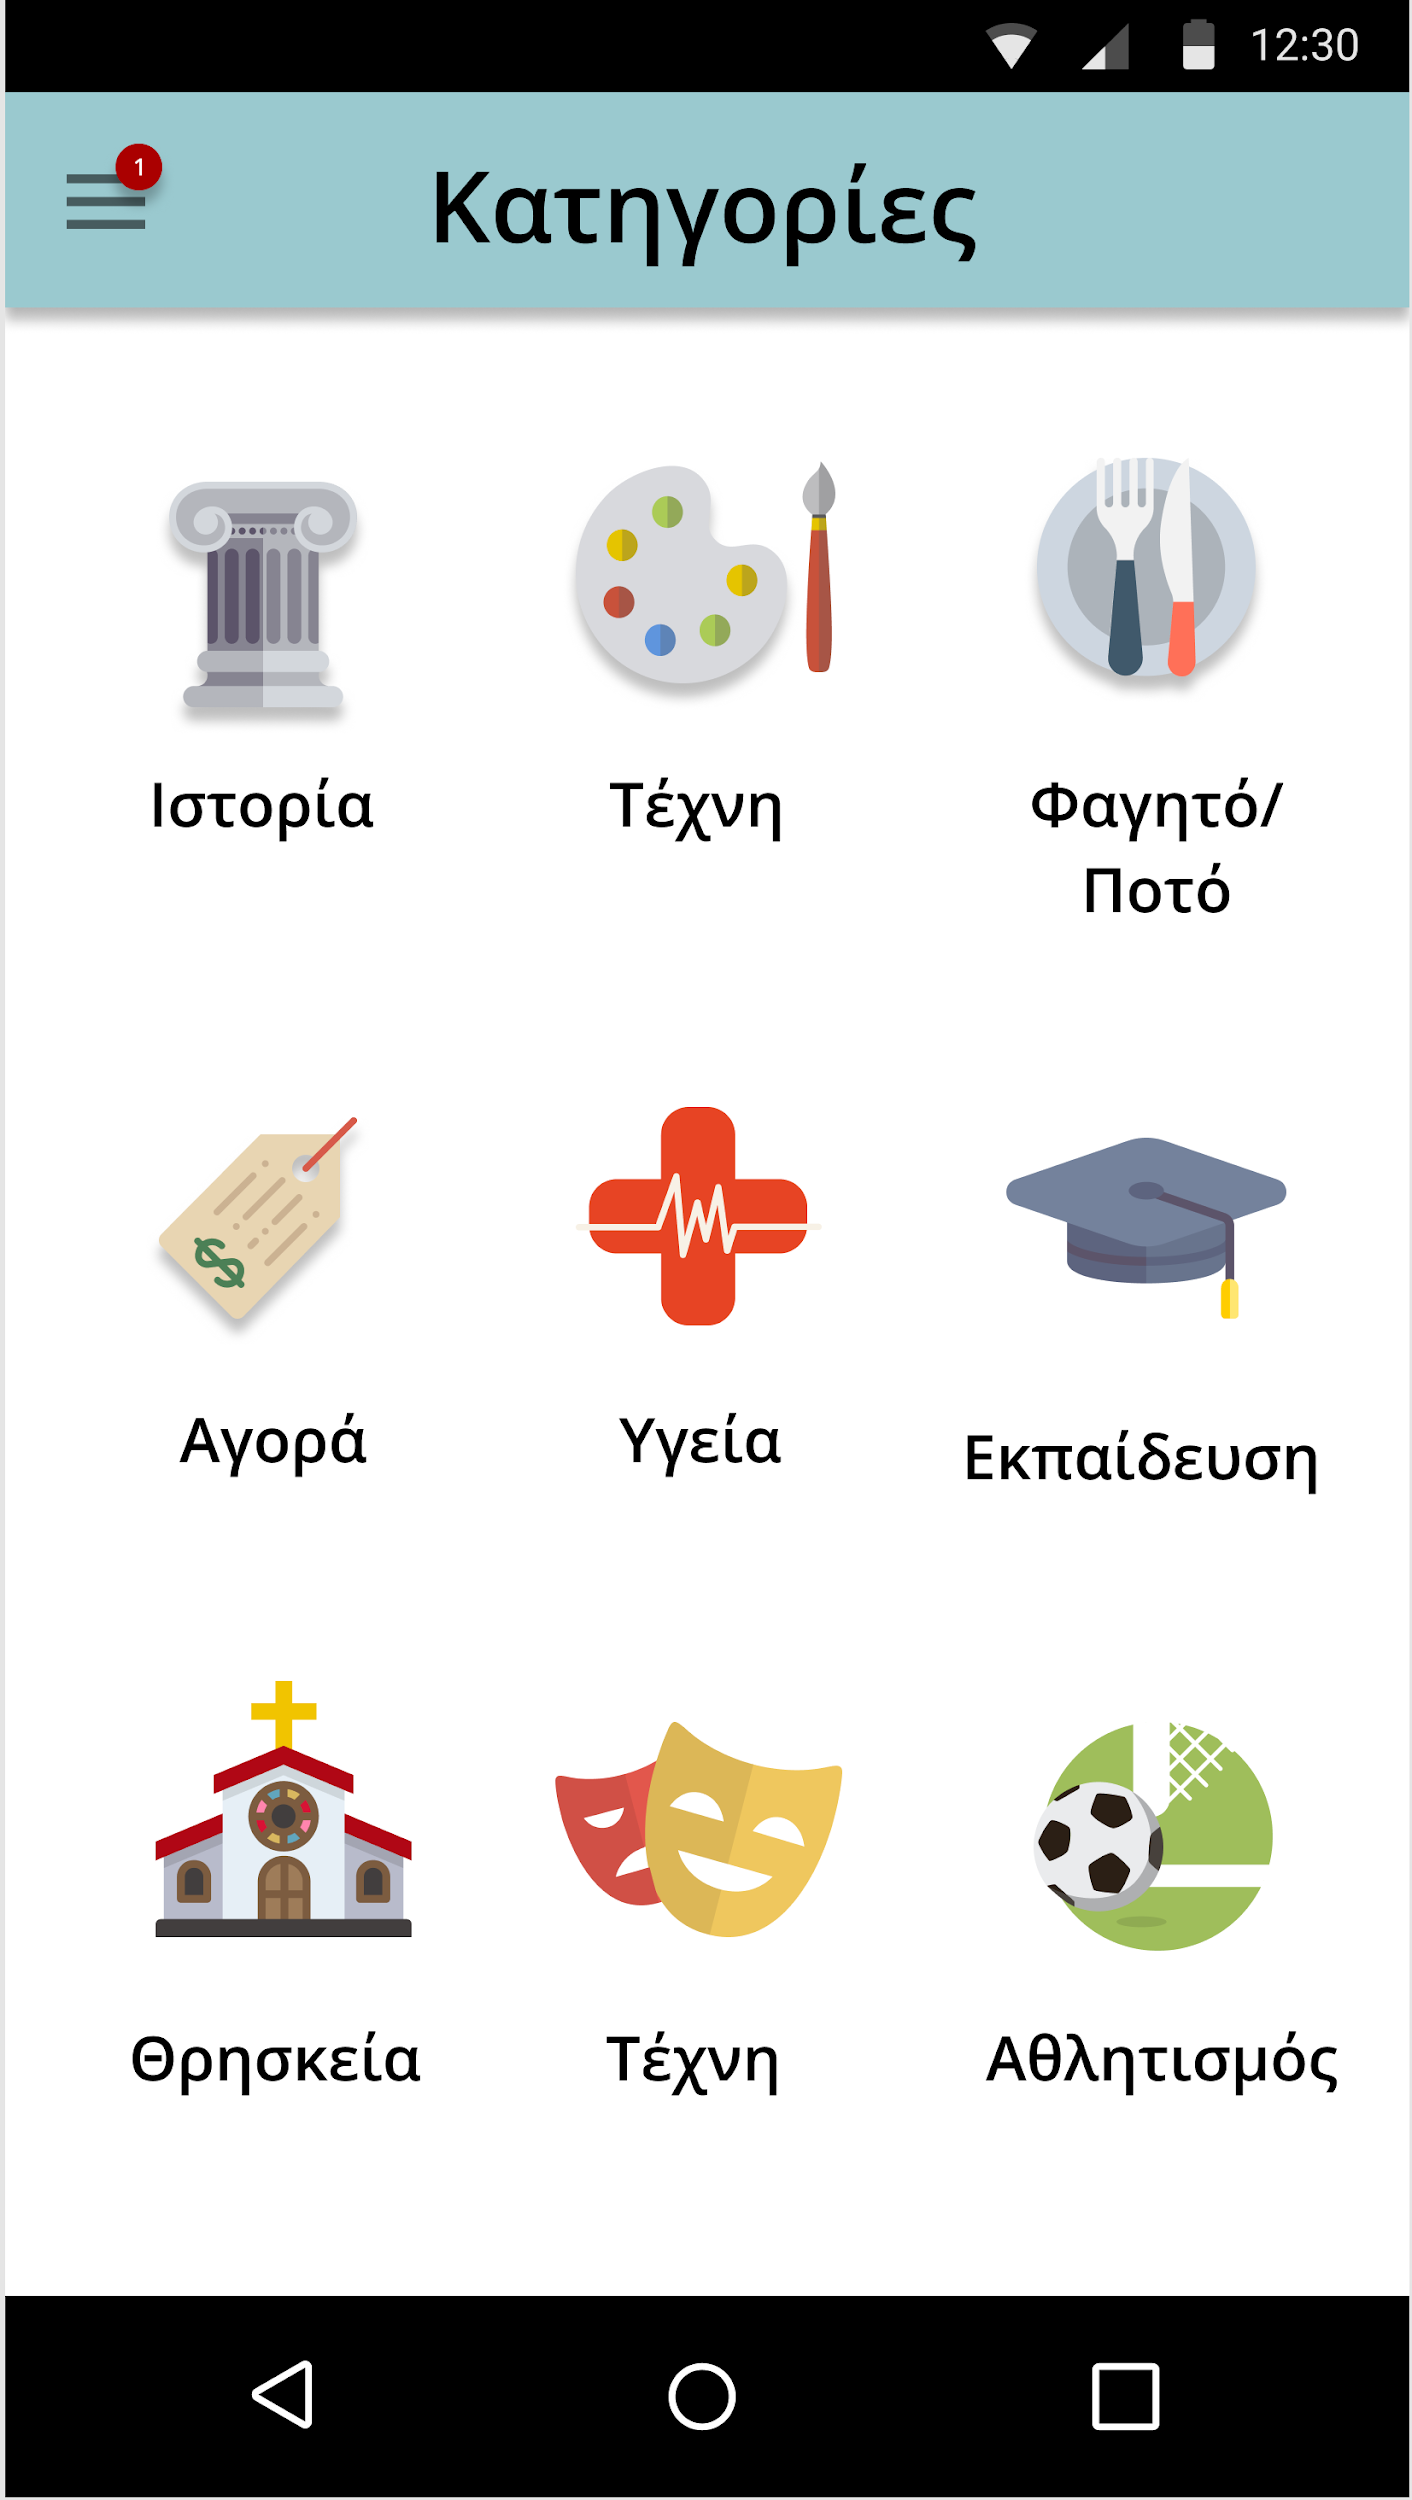 12:30
1
Κατηγορίες
Ιστορία
Τέχνη
Φαγητό/
Ποτό
$
Αγορά
Υγεία
Εκπαίδευση
Θρησκεία
Τέχνη
Αθλητισμός